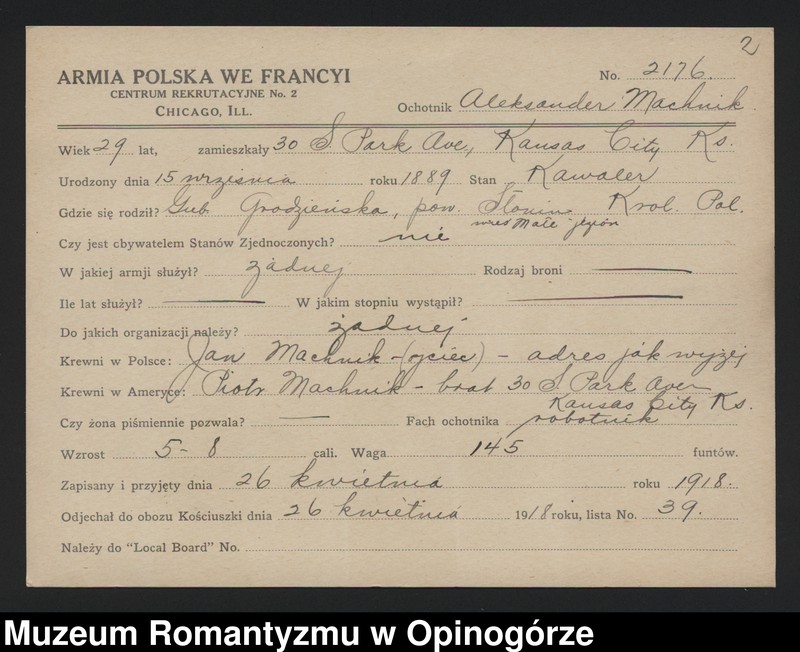 2
ARMIA POLSKA WE FRANCYI
CENTRUM REKRUTACYJNE No. 2
CHICAGO, ILL.
No. 2176.
Ochotnik Aleksander Machnik
Wiek 29 lat, zamieszkały 30 S. Park Ave, Kansas City Ks.
Urodzony dnia 15 września roku 1889 Stan Kawaler
Gdzie się rodził? Gub. Grodzieńska, pow. Słonim Krol. Pol.
wieś Małe
Czy jest obywatelem Stanów Zjednoczonych? nie
W jakiej armji służył? żadnej Rodzaj broni
Ile lat służył? W jakim stopniu wystąpił?
Do jakich organizacji należy? żadnej
Krewni w Polsce: Jan Machnik - (ojciec) - adres jak wyżej
Krewni w Ameryce: Piotr Machnik - brat 30 S. Park Ave
Kansas City Ks.
Czy żona piśmiennie pozwala? Fach ochotnika robotnik
Wzrost 5-8 cali. Waga 145 funtów.
Zapisany i przyjęty dnia 26 kwietnia roku 1918.
Odjechał do obozu Kościuszki dnia 26 kwietnia 1918 roku, lista No. 39.
Należy do "Local Board" No.
Muzeum Romantyzmu w Opinogórze